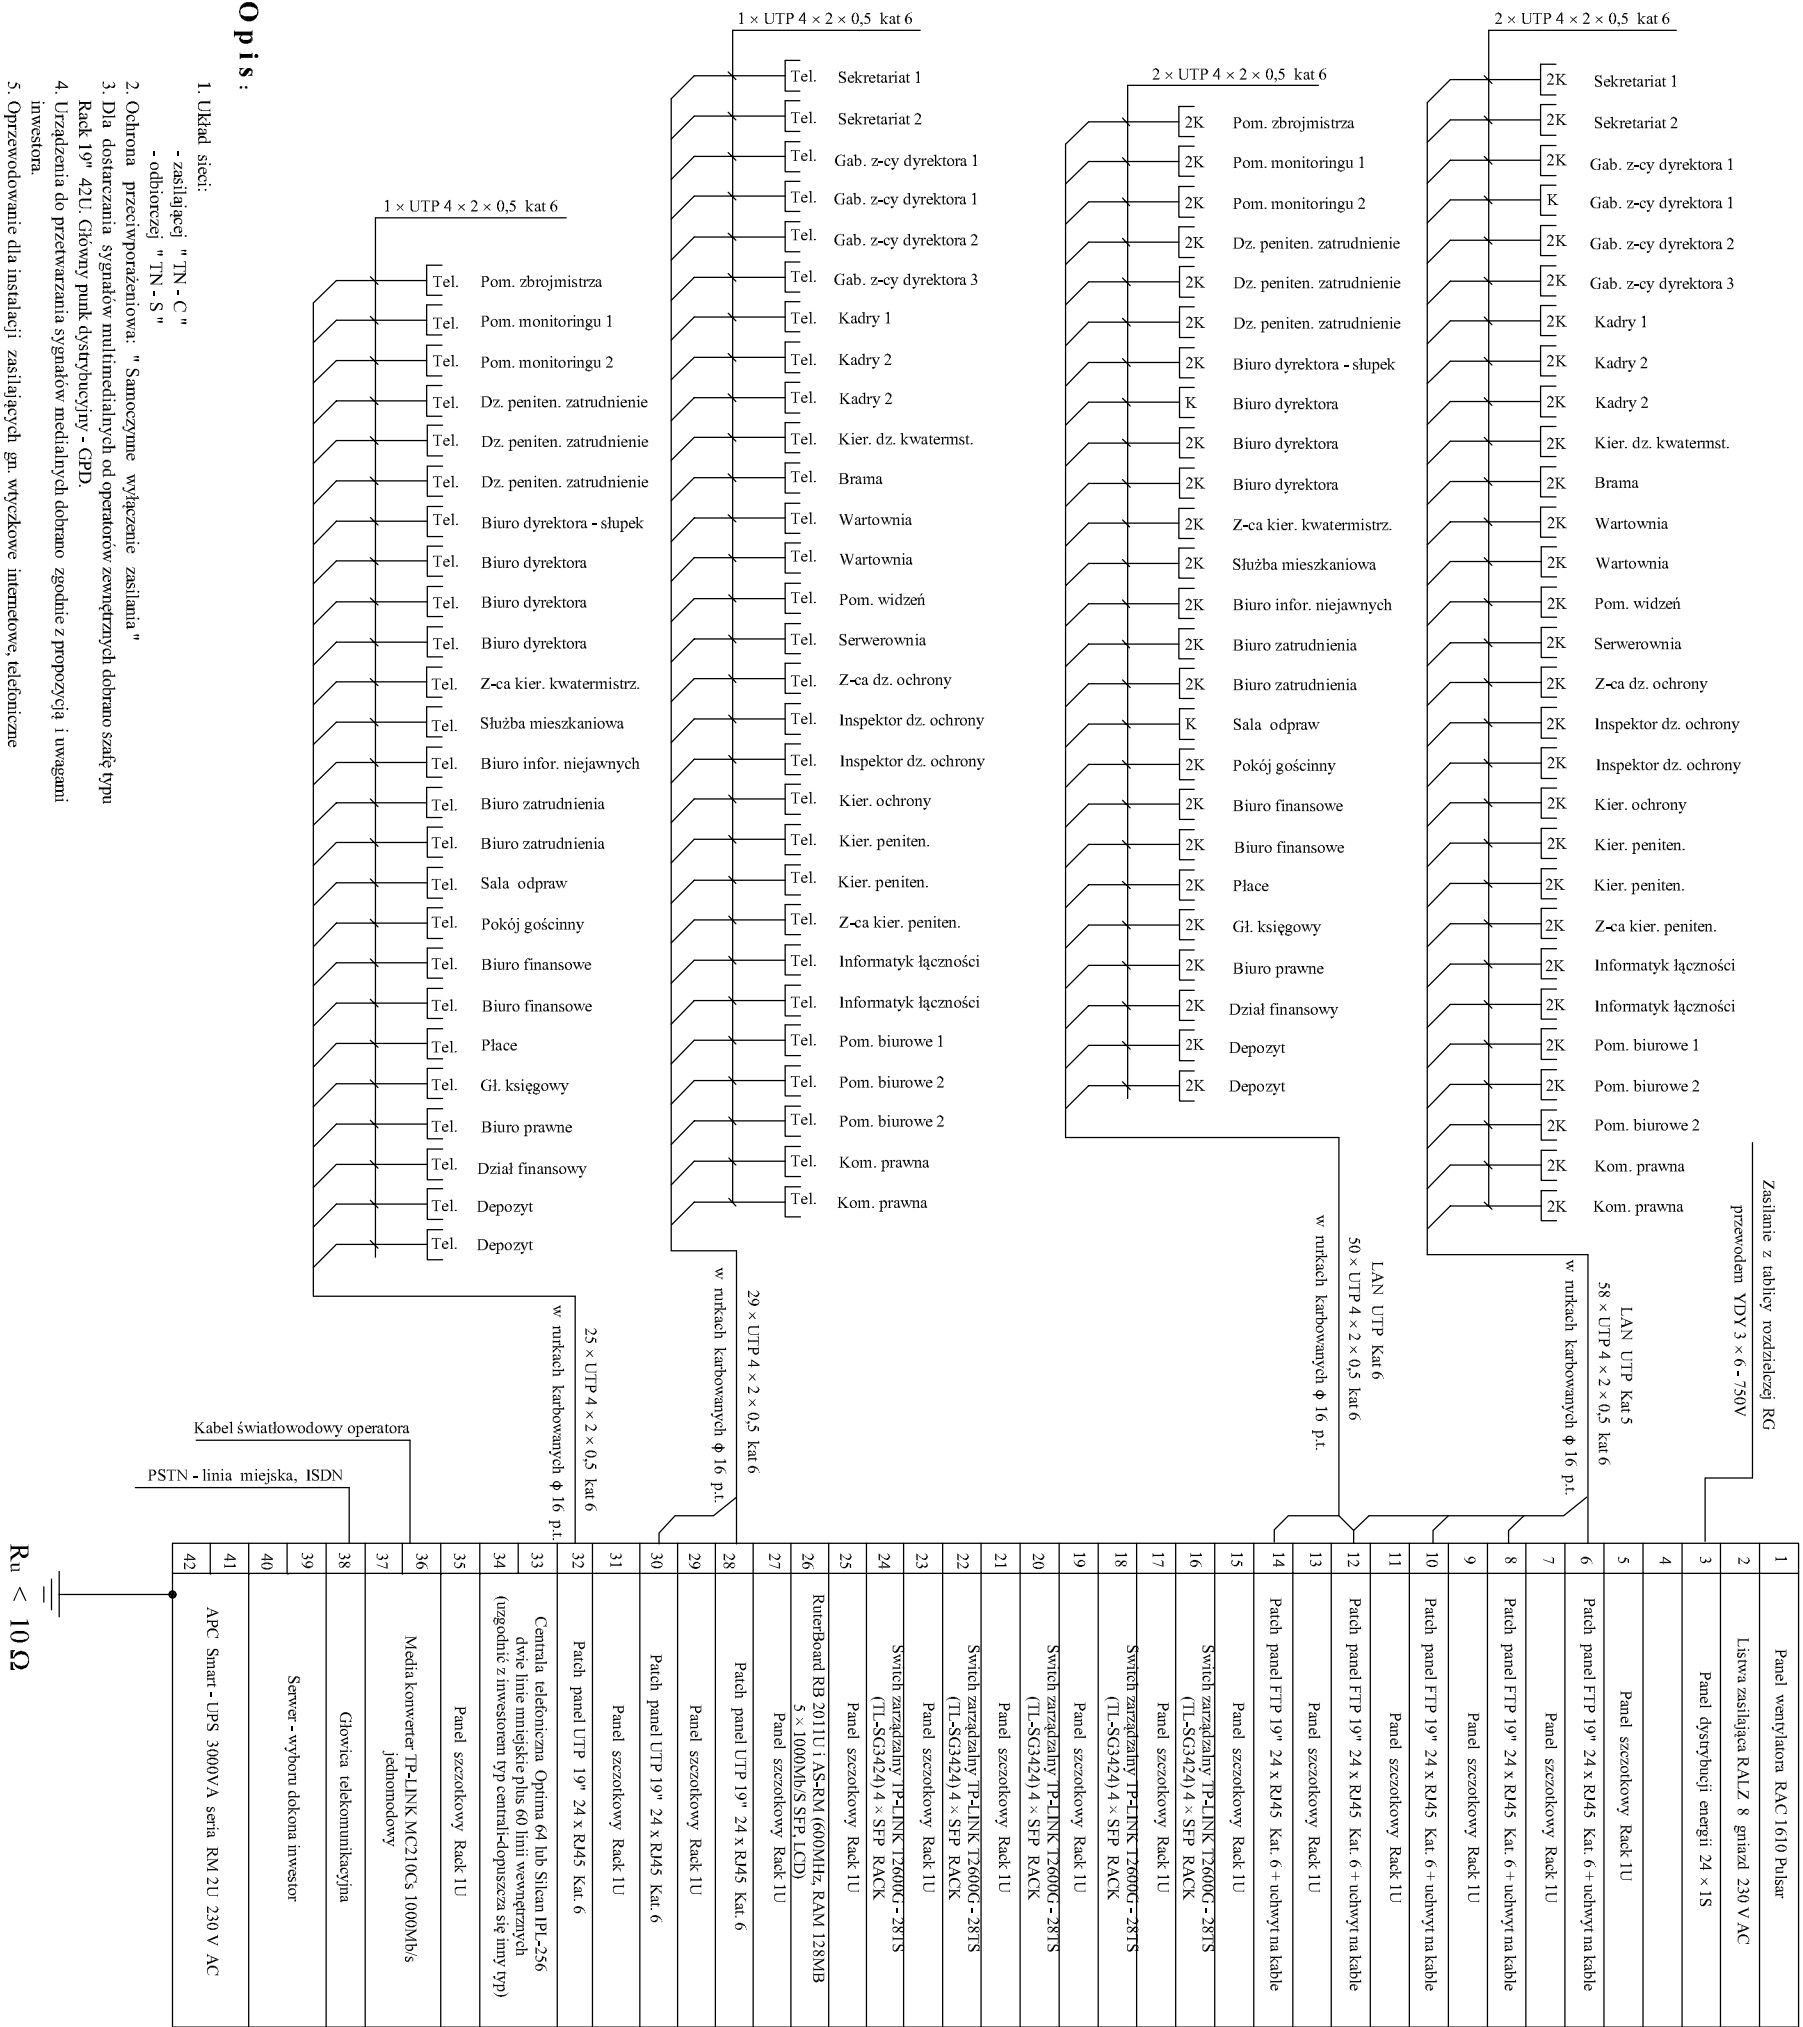 Opis:
1. Układ sieci:
- zasilającej " TN - C "
- odbiorczej " TN - S "
2. Ochrona przeciwporażeniowa: " Samoczynne wyłączenie zasilania "
3. Dla dostarczania sygnałów multimedialnych od operatorów zewnętrznych dobrano szafę typu
Rack 19" 42U. Główny punk dystrybucyjny - GPD.
4. Urządzenia do przetwarzania sygnałów medialnych dobrano zgodnie z propozycją i uwagami
inwestora.
5. Oprzewodowanie dla instalacji zasilających gn. wtyczkowe internetowe, telefoniczne
1 × UTP 4 × 2 × 0,5 kat 6
Tel. Pom. zbrojmistrza
Tel. Pom. monitoringu 1
Tel. Pom. monitoringu 2
Tel. Dz. peniten. zatrudnienie
Tel. Dz. peniten. zatrudnienie
Tel. Dz. peniten. zatrudnienie
Tel. Biuro dyrektora - słupek
Tel. Biuro dyrektora
Tel. Biuro dyrektora
Tel. Biuro dyrektora
Tel. Z-ca kier. kwatermistrz.
Tel. Służba mieszkaniowa
Tel. Biuro infor. niejawnych
Tel. Biuro zatrudnienia
Tel. Biuro zatrudnienia
Tel. Sala odpraw
Tel. Pokój gościnny
Tel. Biuro finansowe
Tel. Biuro finansowe
Tel. Płace
Tel. Gł. księgowy
Tel. Biuro prawne
Tel. Dział finansowy
Tel. Depozyt
Tel. Depozyt
25 × UTP 4 × 2 × 0,5 kat 6
w rurkach karbowanych ф 16 p.t.
1 × UTP 4 × 2 × 0,5 kat 6
Tel. Sekretariat 1
Tel. Sekretariat 2
Tel. Gab. z-cy dyrektora 1
Tel. Gab. z-cy dyrektora 1
Tel. Gab. z-cy dyrektora 2
Tel. Gab. z-cy dyrektora 3
Tel. Kadry 1
Tel. Kadry 2
Tel. Kadry 2
Tel. Kier. dz. kwatermst.
Tel. Brama
Tel. Wartownia
Tel. Wartownia
Tel. Pom. widzeń
Tel. Serwerownia
Tel. Z-ca dz. ochrony
Tel. Inspektor dz. ochrony
Tel. Inspektor dz. ochrony
Tel. Kier. ochrony
Tel. Kier. peniten.
Tel. Kier. peniten.
Tel. Z-ca kier. peniten.
Tel. Informatyk łączności
Tel. Informatyk łączności
Tel. Pom. biurowe 1
Tel. Pom. biurowe 2
Tel. Pom. biurowe 2
Tel. Kom. prawna
Tel. Kom. prawna
29 × UTP 4 × 2 × 0,5 kat 6
w rurkach karbowanych ф 16 p.t.
2 × UTP 4 × 2 × 0,5 kat 6
2K Pom. zbrojmistrza
2K Pom. monitoringu 1
2K Pom. monitoringu 2
2K Dz. peniten. zatrudnienie
2K Dz. peniten. zatrudnienie
2K Dz. peniten. zatrudnienie
2K Biuro dyrektora - słupek
K Biuro dyrektora
2K Biuro dyrektora
2K Biuro dyrektora
2K Z-ca kier. kwatermistrz.
2K Służba mieszkaniowa
2K Biuro infor. niejawnych
2K Biuro zatrudnienia
2K Biuro zatrudnienia
K Sala odpraw
2K Pokój gościnny
2K Biuro finansowe
2K Biuro finansowe
2K Płace
2K Gł. księgowy
2K Biuro prawne
2K Dział finansowy
2K Depozyt
2K Depozyt
LAN UTP Kat 6
50 × UTP 4 × 2 × 0,5 kat 6
w rurkach karbowanych ф 16 p.t.
2 × UTP 4 × 2 × 0,5 kat 6
2K Sekretariat 1
2K Sekretariat 2
2K Gab. z-cy dyrektora 1
K Gab. z-cy dyrektora 1
2K Gab. z-cy dyrektora 2
2K Gab. z-cy dyrektora 3
2K Kadry 1
2K Kadry 2
2K Kadry 2
2K Kier. dz. kwatermst.
2K Brama
2K Wartownia
2K Wartownia
2K Pom. widzeń
2K Serwerownia
2K Z-ca dz. ochrony
2K Inspektor dz. ochrony
2K Inspektor dz. ochrony
2K Kier. ochrony
2K Kier. peniten.
2K Kier. peniten.
2K Z-ca kier. peniten.
2K Informatyk łączności
2K Informatyk łączności
2K Pom. biurowe 1
2K Pom. biurowe 2
2K Pom. biurowe 2
2K Kom. prawna
2K Kom. prawna
LAN UTP Kat 5
58 × UTP 4 × 2 × 0,5 kat 6
w rurkach karbowanych ф 16 p.t.
Zasilanie z tablicy rozdzielczej RG
przewodem YDY 3 × 6 - 750V
Kabel światłowodowy operatora
PSTN - linia miejska, ISDN
1 Panel wentylatora RAC 1610 Pulsar
2 Listwa zasilająca RALZ 8 gniazd 230 V AC
3 Panel dystrybucji energii 24 × 1S
4
5 Panel szczotkowy Rack 1U
6 Patch panel FTP 19" 24 x RJ45 Kat. 6 + uchwyt na kable
7 Panel szczotkowy Rack 1U
8 Patch panel FTP 19" 24 x RJ45 Kat. 6 + uchwyt na kable
9 Panel szczotkowy Rack 1U
10 Patch panel FTP 19" 24 x RJ45 Kat. 6 + uchwyt na kable
11 Panel szczotkowy Rack 1U
12 Patch panel FTP 19" 24 x RJ45 Kat. 6 + uchwyt na kable
13 Panel szczotkowy Rack 1U
14 Patch panel FTP 19" 24 x RJ45 Kat. 6 + uchwyt na kable
15 Panel szczotkowy Rack 1U
16 Switch zarządzalny TP-LINK T2600G - 28TS
(TL-SG3424) 4 × SFP RACK
17 Panel szczotkowy Rack 1U
18 Switch zarządzalny TP-LINK T2600G - 28TS
(TL-SG3424) 4 × SFP RACK
19 Panel szczotkowy Rack 1U
20 Switch zarządzalny TP-LINK T2600G - 28TS
(TL-SG3424) 4 × SFP RACK
21 Panel szczotkowy Rack 1U
22 Switch zarządzalny TP-LINK T2600G - 28TS
(TL-SG3424) 4 × SFP RACK
23 Panel szczotkowy Rack 1U
24 Switch zarządzalny TP-LINK T2600G - 28TS
(TL-SG3424) 4 × SFP RACK
25 Panel szczotkowy Rack 1U
26 RuterBoard RB 2011U i AS-RM (600MHz, RAM 128MB
5 × 1000Mb/S SFP, LCD)
27 Panel szczotkowy Rack 1U
28 Patch panel UTP 19" 24 x RJ45 Kat. 6
29 Panel szczotkowy Rack 1U
30 Patch panel UTP 19" 24 x RJ45 Kat. 6
31 Panel szczotkowy Rack 1U
32 Patch panel UTP 19" 24 x RJ45 Kat. 6
33 Centrala telefoniczna Optima 64 lub Silcan IPL-256
dwie linie mniejskie plus 60 linii wewnętrznych
34 (uzgodnić z inwestorem typ centrali-dopuszcza się inny typ)
35 Panel szczotkowy Rack 1U
36 Media konwerter TP-LINK MC210Cs 1000Mb/s
37 jednomodowy
38 Głowica telekomunikacyjna
39
40 Serwer - wyboru dokona inwestor
41
42 APC Smart - UPS 3000VA seria RM 2U 230 V AC
Ru < 10 Ω